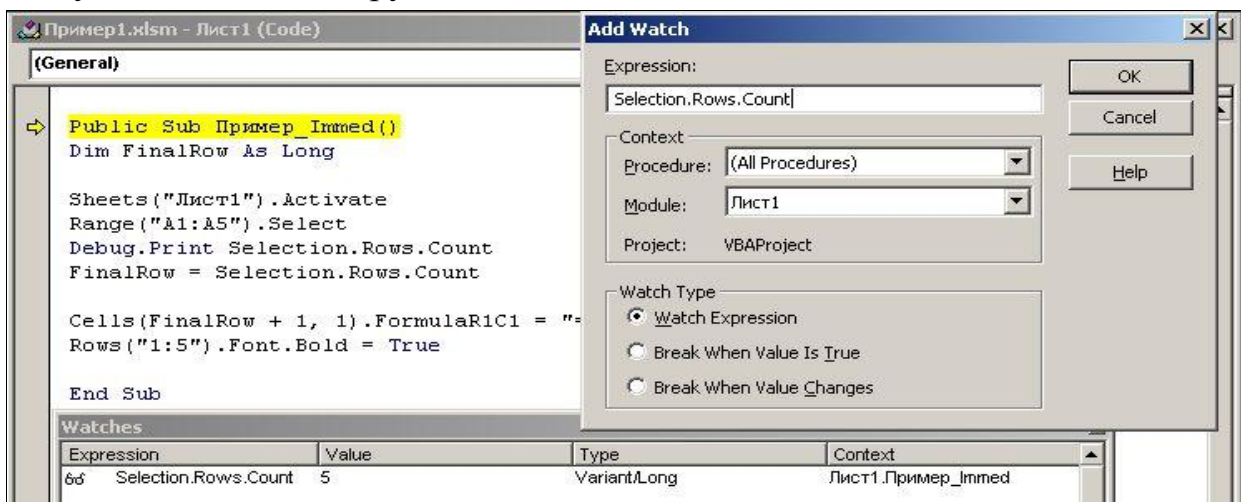 Пример1.xlsm - Лист1 (Code)
(General)
Public Sub Пример_Immed()
Dim FinalRow As Long
Sheets("Лист1").Activate
Range("A1:A5").Select
Debug.Print Selection.Rows.Count
FinalRow = Selection.Rows.Count
Cells(FinalRow + 1, 1).FormulaR1C1 = "=
Rows("1:5").Font.Bold = True
End Sub
Add Watch
Expression:
Selection.Rows.Count
OK
Cancel
Help
Context
Procedure: (All Procedures)
Module: Лист1
Project: VBAProject
Watch Type
Watch Expression
Break When Value Is True
Break When Value Changes
Watches
Expression Value Type Context
Selection.Rows.Count 5 Variant/Long Лист1.Пример_Immed